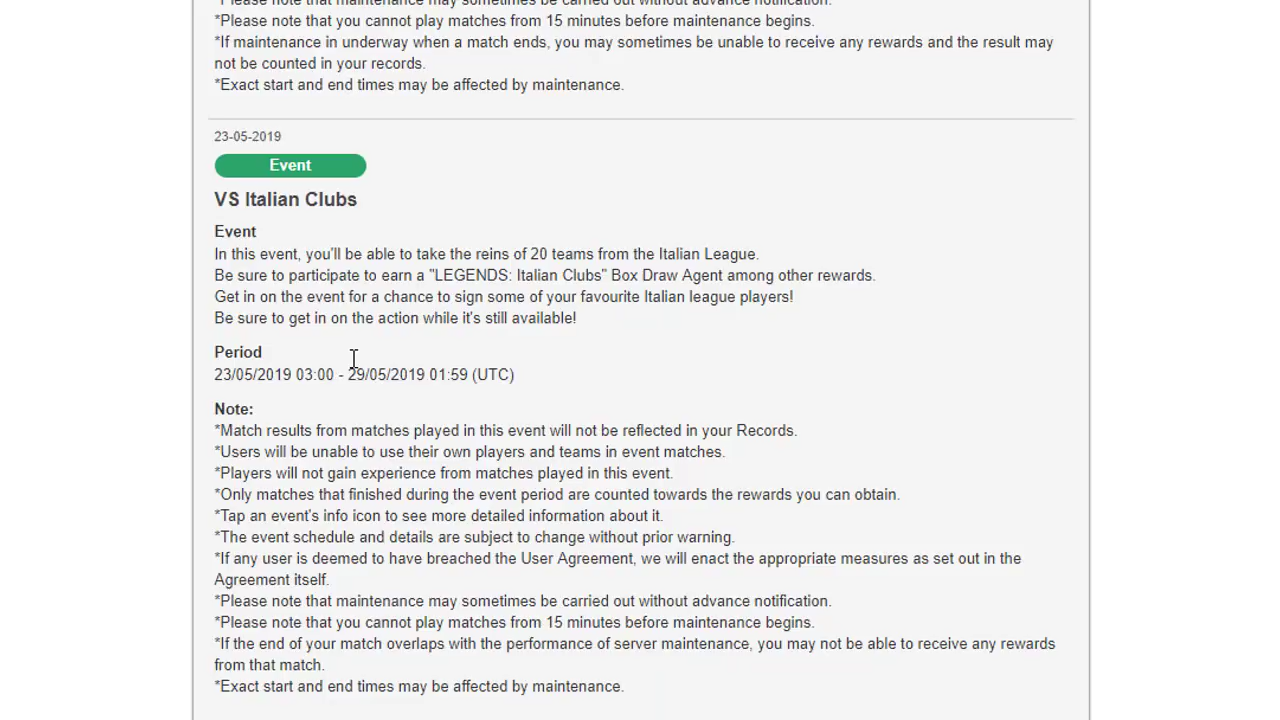 *Please note that maintenance may sometimes be carried out without advance notification.
*Please note that you cannot play matches from 15 minutes before maintenance begins.
*If maintenance in underway when a match ends, you may sometimes be unable to receive any rewards and the result may
not be counted in your records.
*Exact start and end times may be affected by maintenance.
23-05-2019
Event
VS Italian Clubs
Event
In this event, you'll be able to take the reins of 20 teams from the Italian League.
Be sure to participate to earn a "LEGENDS: Italian Clubs" Box Draw Agent among other rewards.
Get in on the event for a chance to sign some of your favourite Italian league players!
Be sure to get in on the action while it's still available!
Period
23/05/2019 03:00 - 29/05/2019 01:59 (UTC)
Note:
*Match results from matches played in this event will not be reflected in your Records.
*Users will be unable to use their own players and teams in event matches.
*Players will not gain experience from matches played in this event.
*Only matches that finished during the event period are counted towards the rewards you can obtain.
*Tap an event's info icon to see more detailed information about it.
*The event schedule and details are subject to change without prior warning.
*If any user is deemed to have breached the User Agreement, we will enact the appropriate measures as set out in the
Agreement itself.
*Please note that maintenance may sometimes be carried out without advance notification.
*Please note that you cannot play matches from 15 minutes before maintenance begins.
*If the end of your match overlaps with the performance of server maintenance, you may not be able to receive any rewards
from that match.
*Exact start and end times may be affected by maintenance.